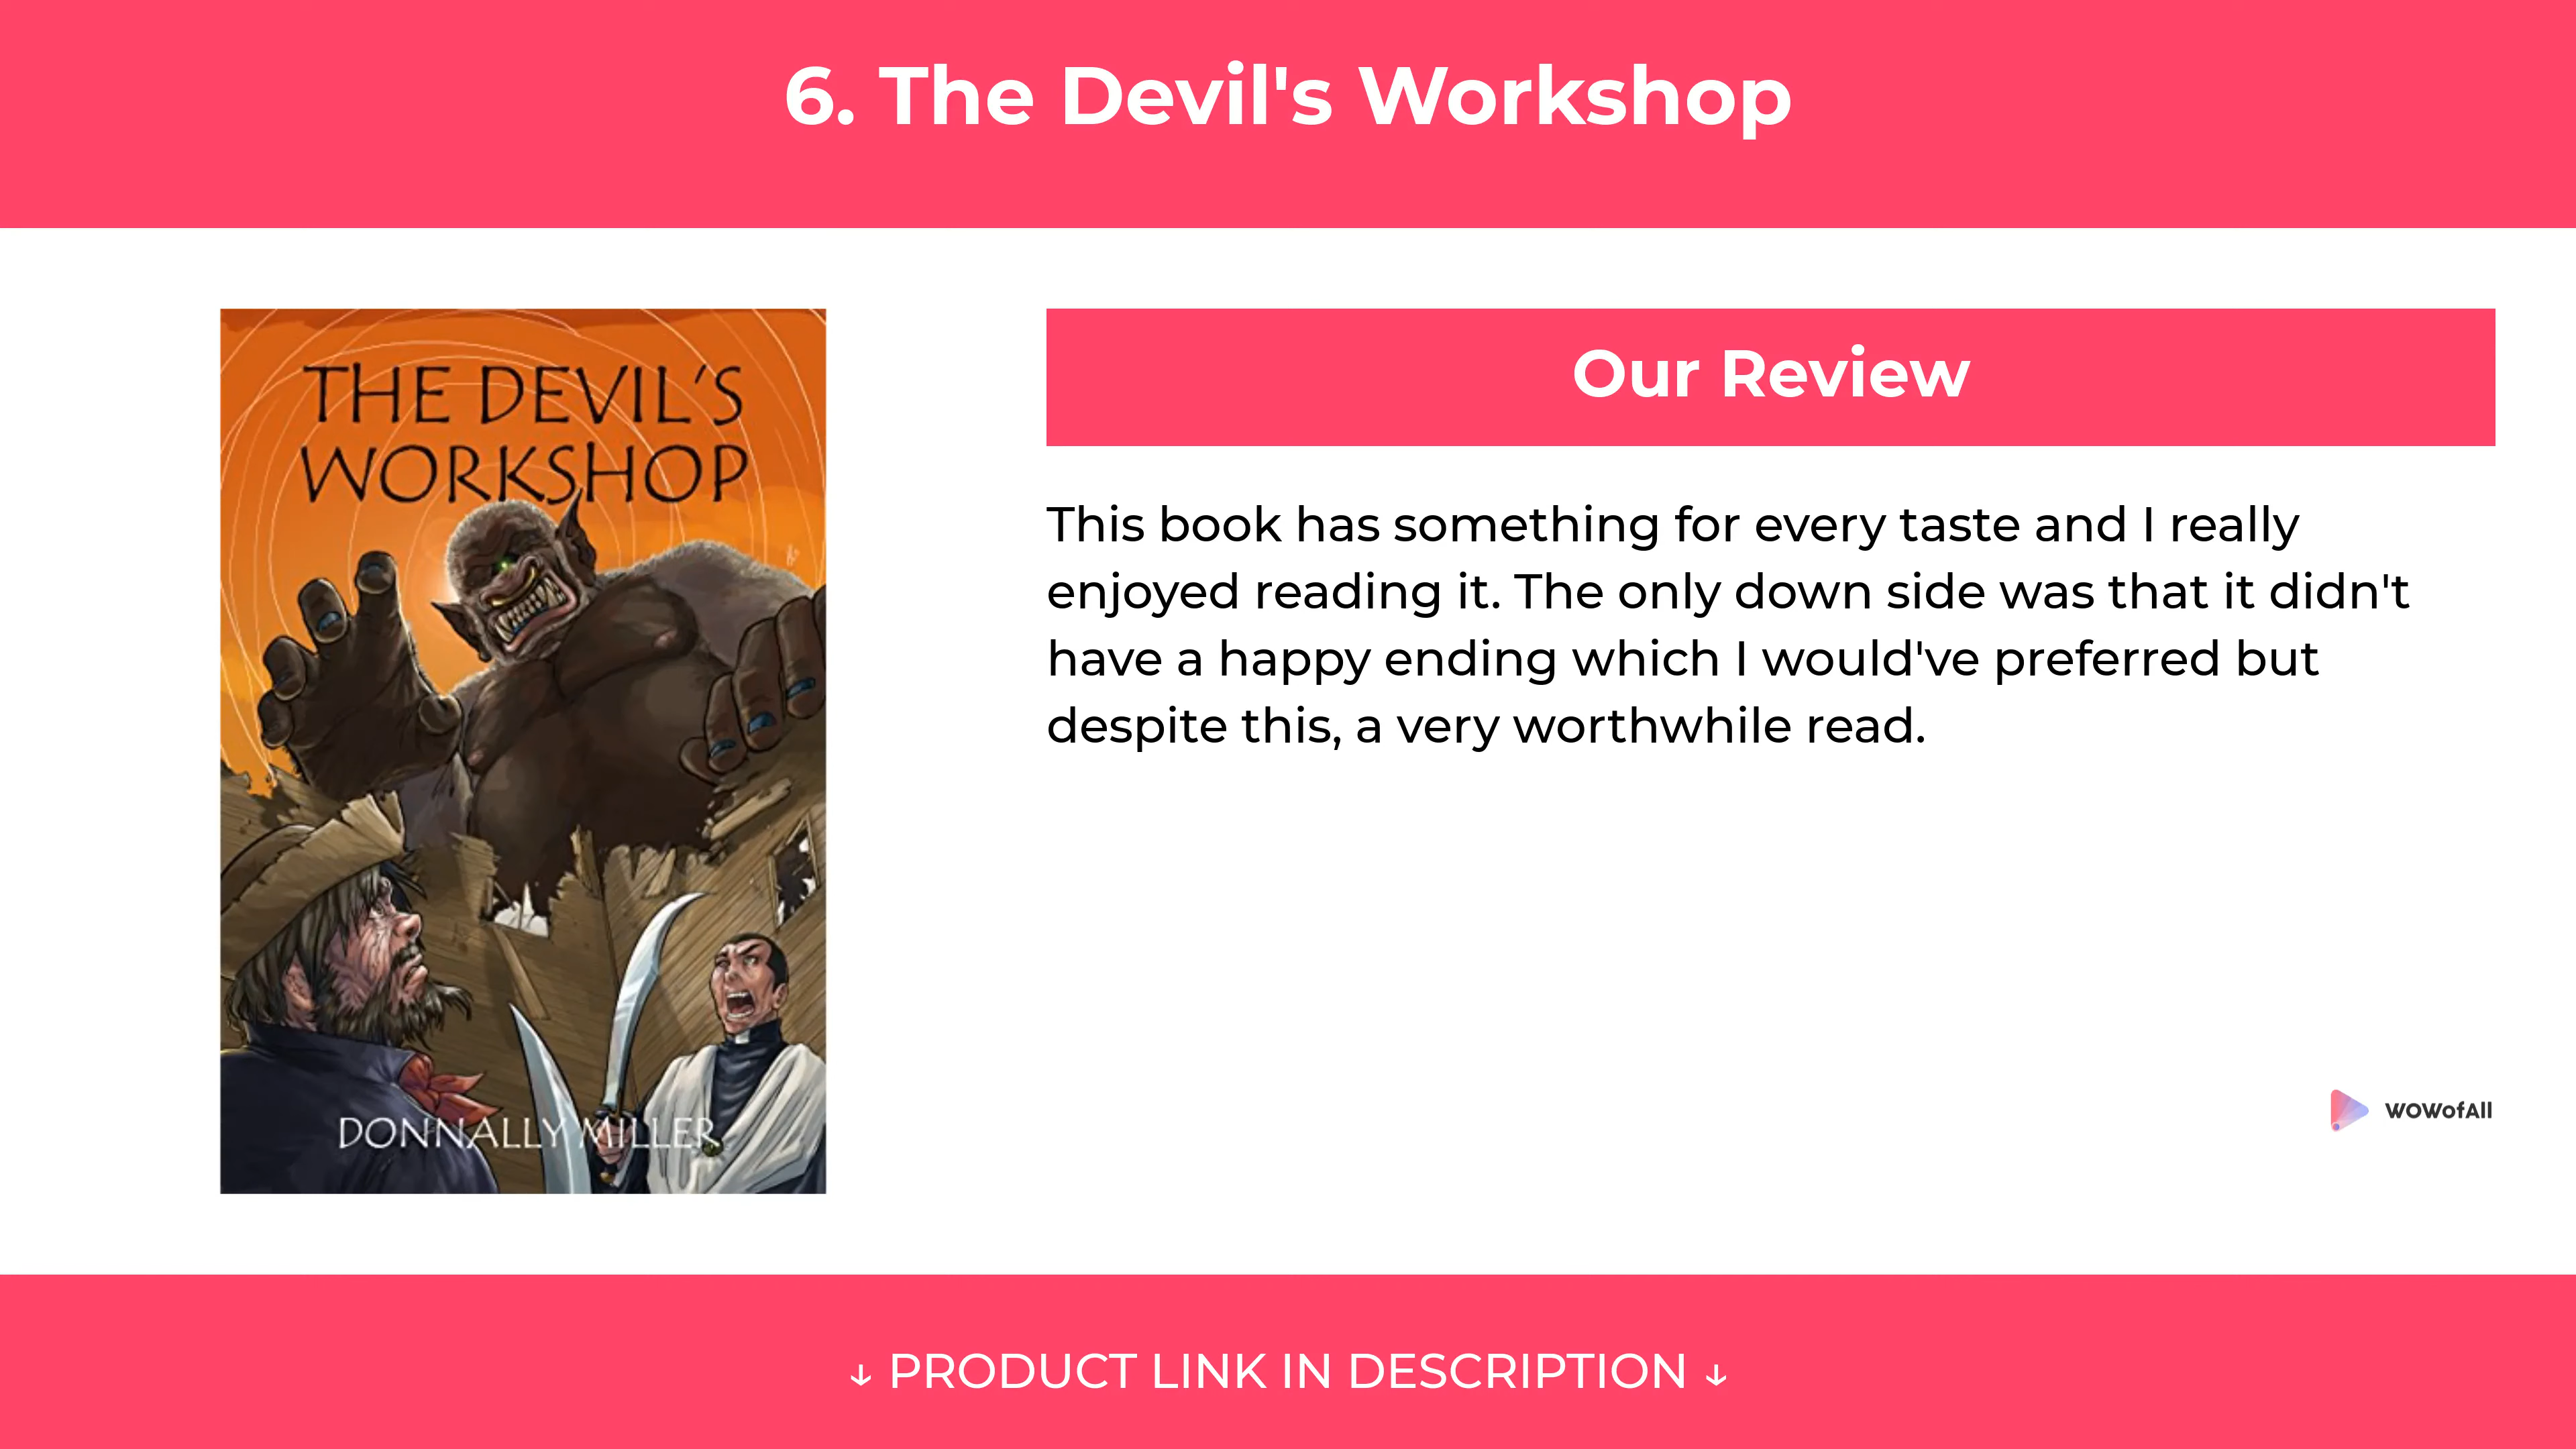 6. The Devil's Workshop
THE DEVIL'S
WORKSHOP
DONNALLY MILLER
Our Review
This book has something for every taste and I really
enjoyed reading it. The only down side was that it didn't
have a happy ending which I would've preferred but
despite this, a very worthwhile read.
wowofAll
↓ PRODUCT LINK IN DESCRIPTION ↓